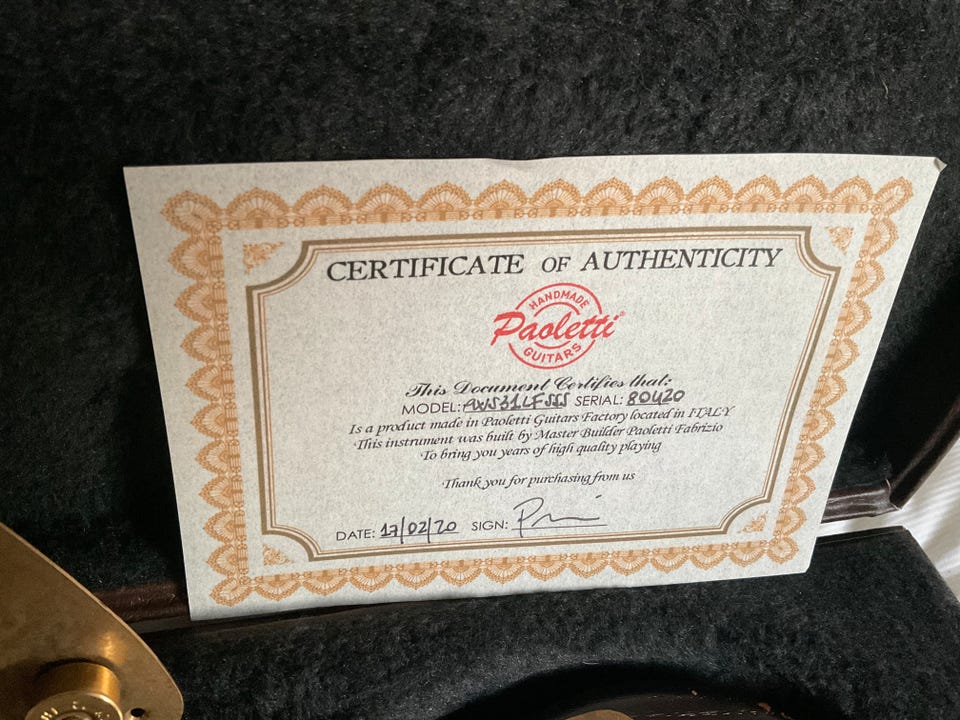 CERTIFICATE OF AUTHENTICITY
HANDMADE
Paoletti®
GUITARS
This Document Certifies that:
MODEL: SERIAL: 80420
Is a product made in Paoletti Guitars Factory located in ITALY
This instrument was built by Master Builder Paoletti Fabrizio
To bring you years of high quality playing
Thank you for purchasing from us
DATE: 17/02/20 SIGN: